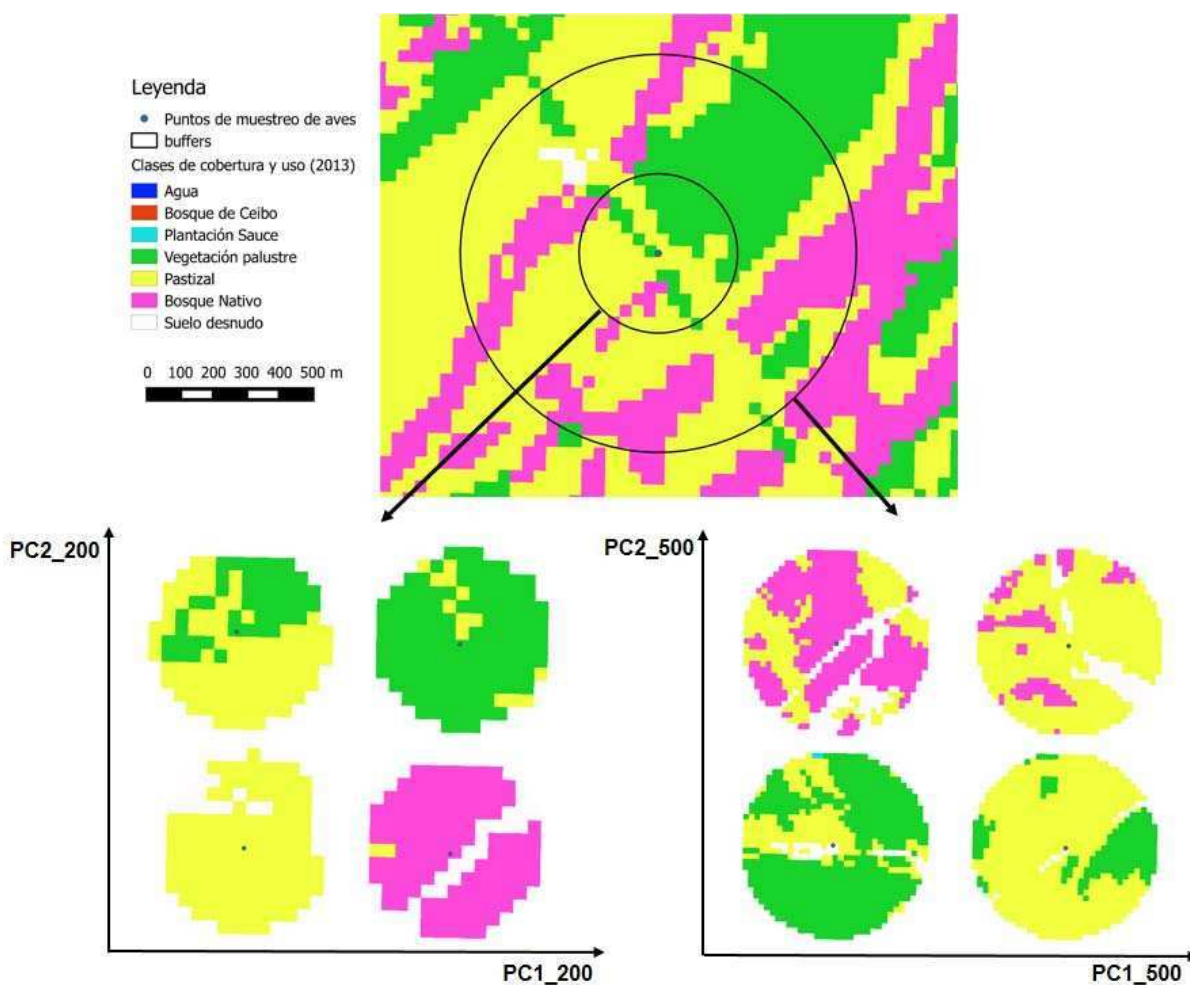 Leyenda
Puntos de muestreo de aves
buffers
Clases de cobertura y uso (2013)
Agua
Bosque de Ceibo
Plantación Sauce
Vegetación palustre
Pastizal
Bosque Nativo
Suelo desnudo
0 100 200 300 400 500 m
PC2_200
PC1_200
PC2_500
PC1_500